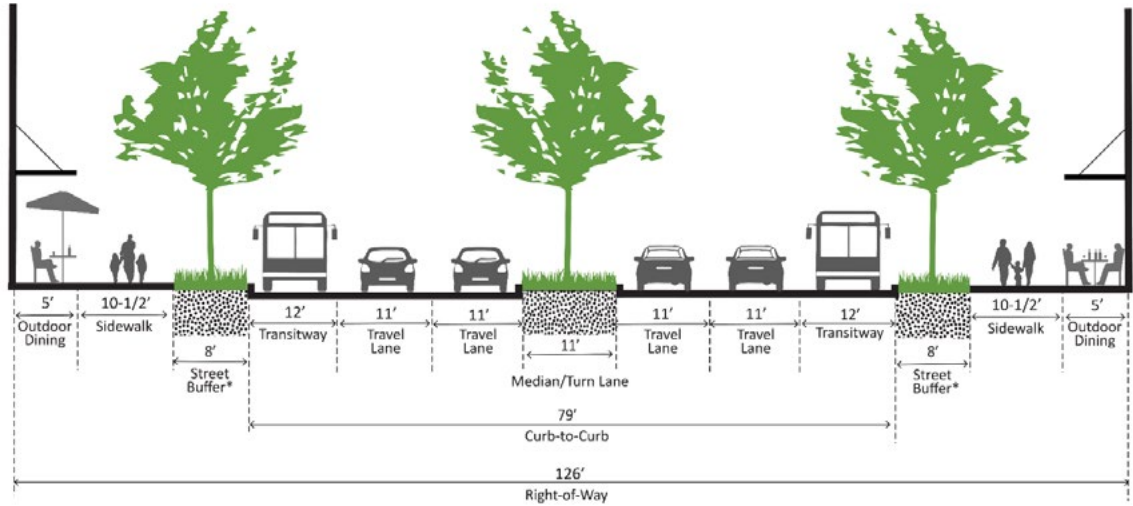 5’
Outdoor
Dining
10-1/2’
Sidewalk
8’
Street
Buffer*
12’
Transitway
11’
Travel
Lane
11’
Travel
Lane
11’
Median/Turn Lane
11’
Travel
Lane
11’
Travel
Lane
12’
Transitway
8’
Street
Buffer*
10-1/2’
Sidewalk
5’
Outdoor
Dining
79’
Curb-to-Curb
126’
Right-of-Way